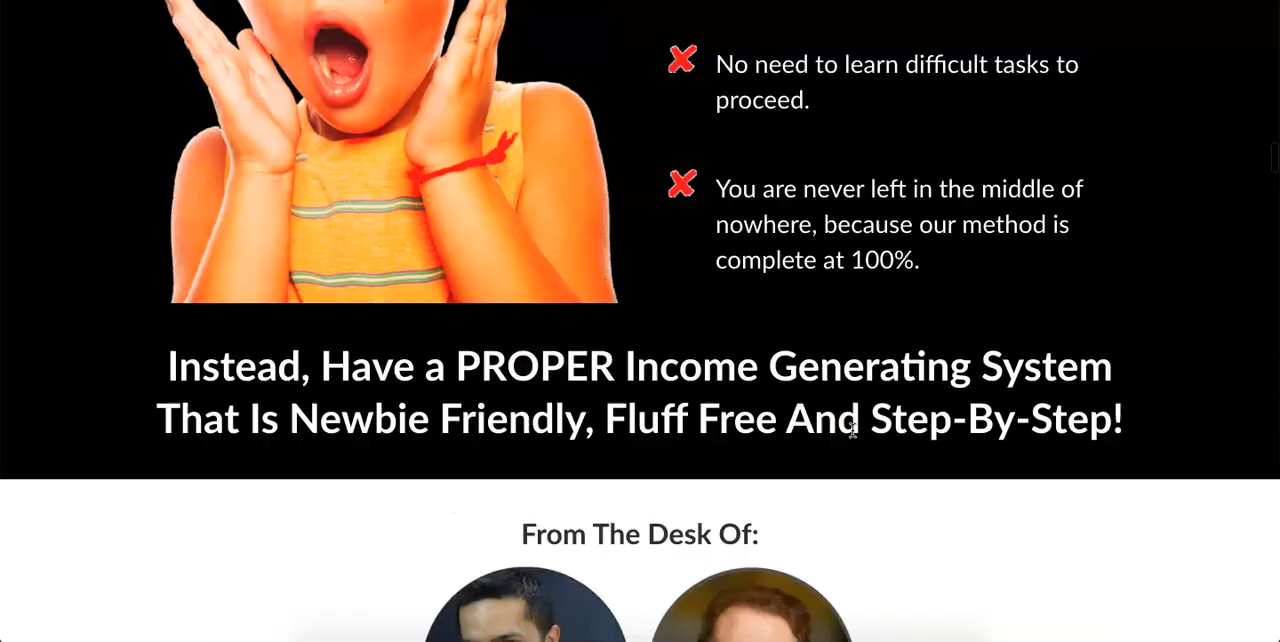 No need to learn difficult tasks to
proceed.
You are never left in the middle of
nowhere, because our method is
complete at 100%.
Instead, Have a PROPER Income Generating System
That Is Newbie Friendly, Fluff Free And Step-By-Step!
From The Desk Of: